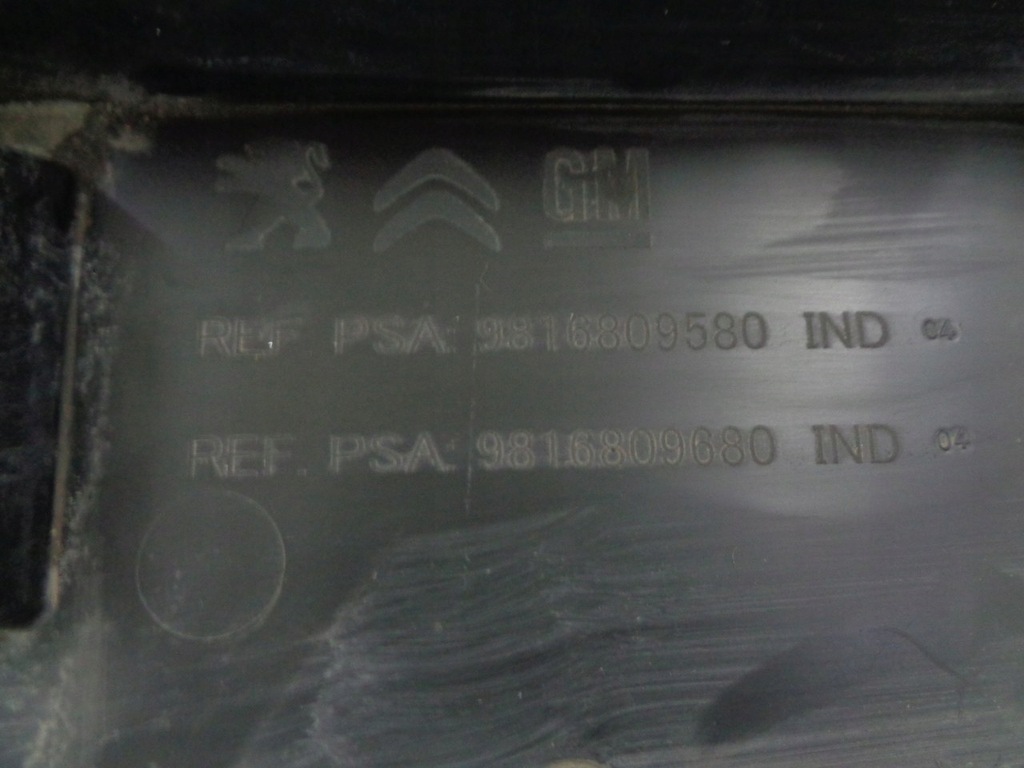 GM
REF. PSA: 9816809580 IND 04
REF. PSA: 9816809680 IND 04